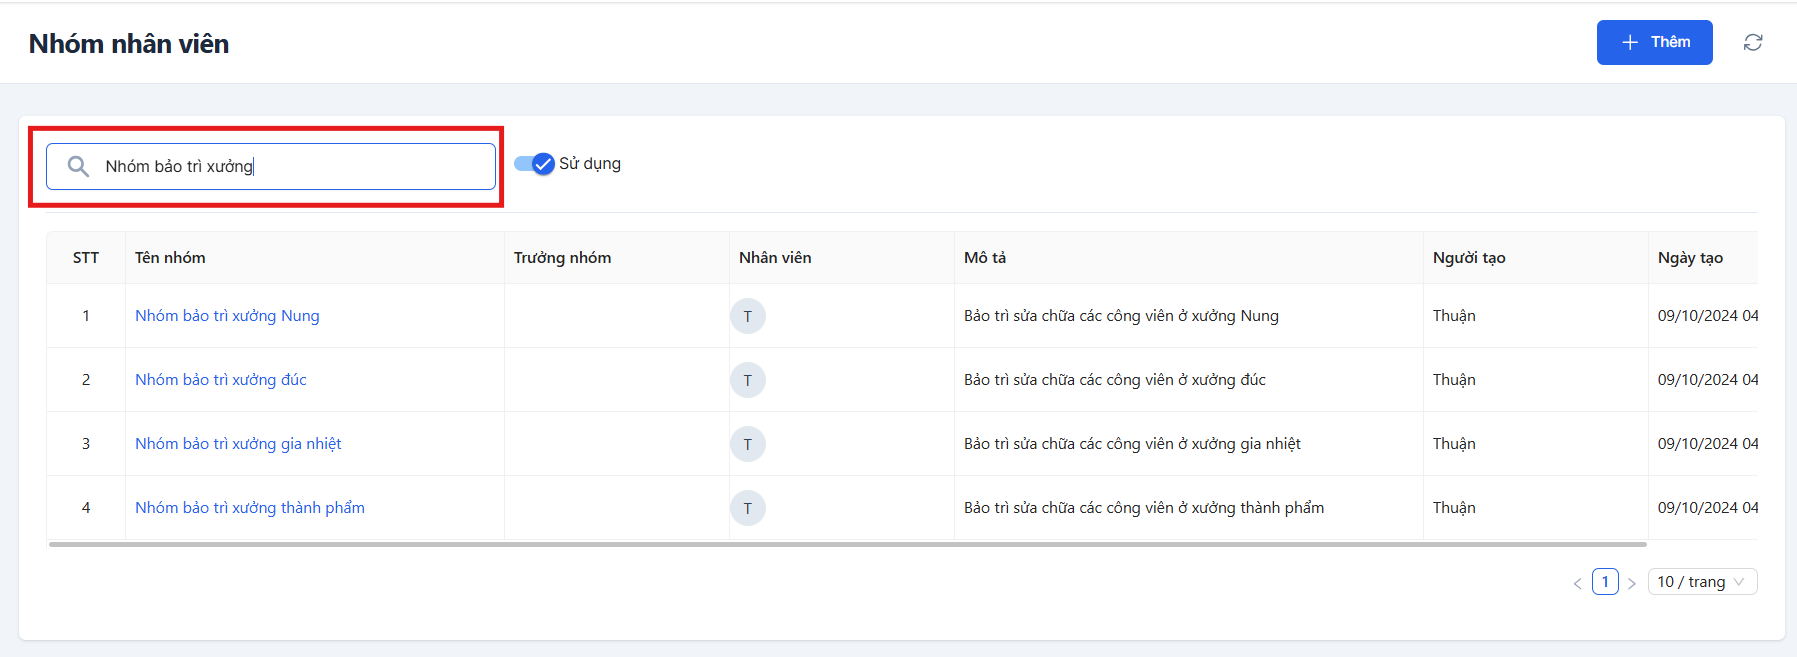 Nhóm nhân viên
Thêm
Nhóm bảo trì xưởng
Sử dụng
STT Tên nhóm Trưởng nhóm Nhân viên Mô tả Người tạo Ngày tạo
1 Nhóm bảo trì xưởng Nung T Bảo trì sửa chữa các công viên ở xưởng Nung Thuận 09/10/2024 04
2 Nhóm bảo trì xưởng đúc T Bảo trì sửa chữa các công viên ở xưởng đúc Thuận 09/10/2024 04
3 Nhóm bảo trì xưởng gia nhiệt T Bảo trì sửa chữa các công viên ở xưởng gia nhiệt Thuận 09/10/2024 04
4 Nhóm bảo trì xưởng thành phẩm T Bảo trì sửa chữa các công viên ở xưởng thành phẩm Thuận 09/10/2024 04
< 1 > 10 / trang